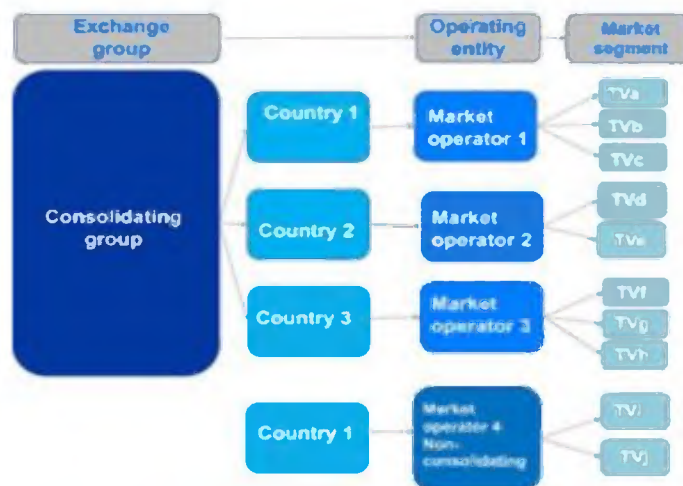 Exchange
group
Operating
entity
Market
segment
Consolidating
group
Country 1
Market
operator 1
TVa
TVb
TVc
Country 2
Market
operator 2
TVd
TVe
Country 3
Market
operator 3
TVf
TVg
TVh
Country 1
Market
operator 4
Non-
consolidating
TVi
TVj